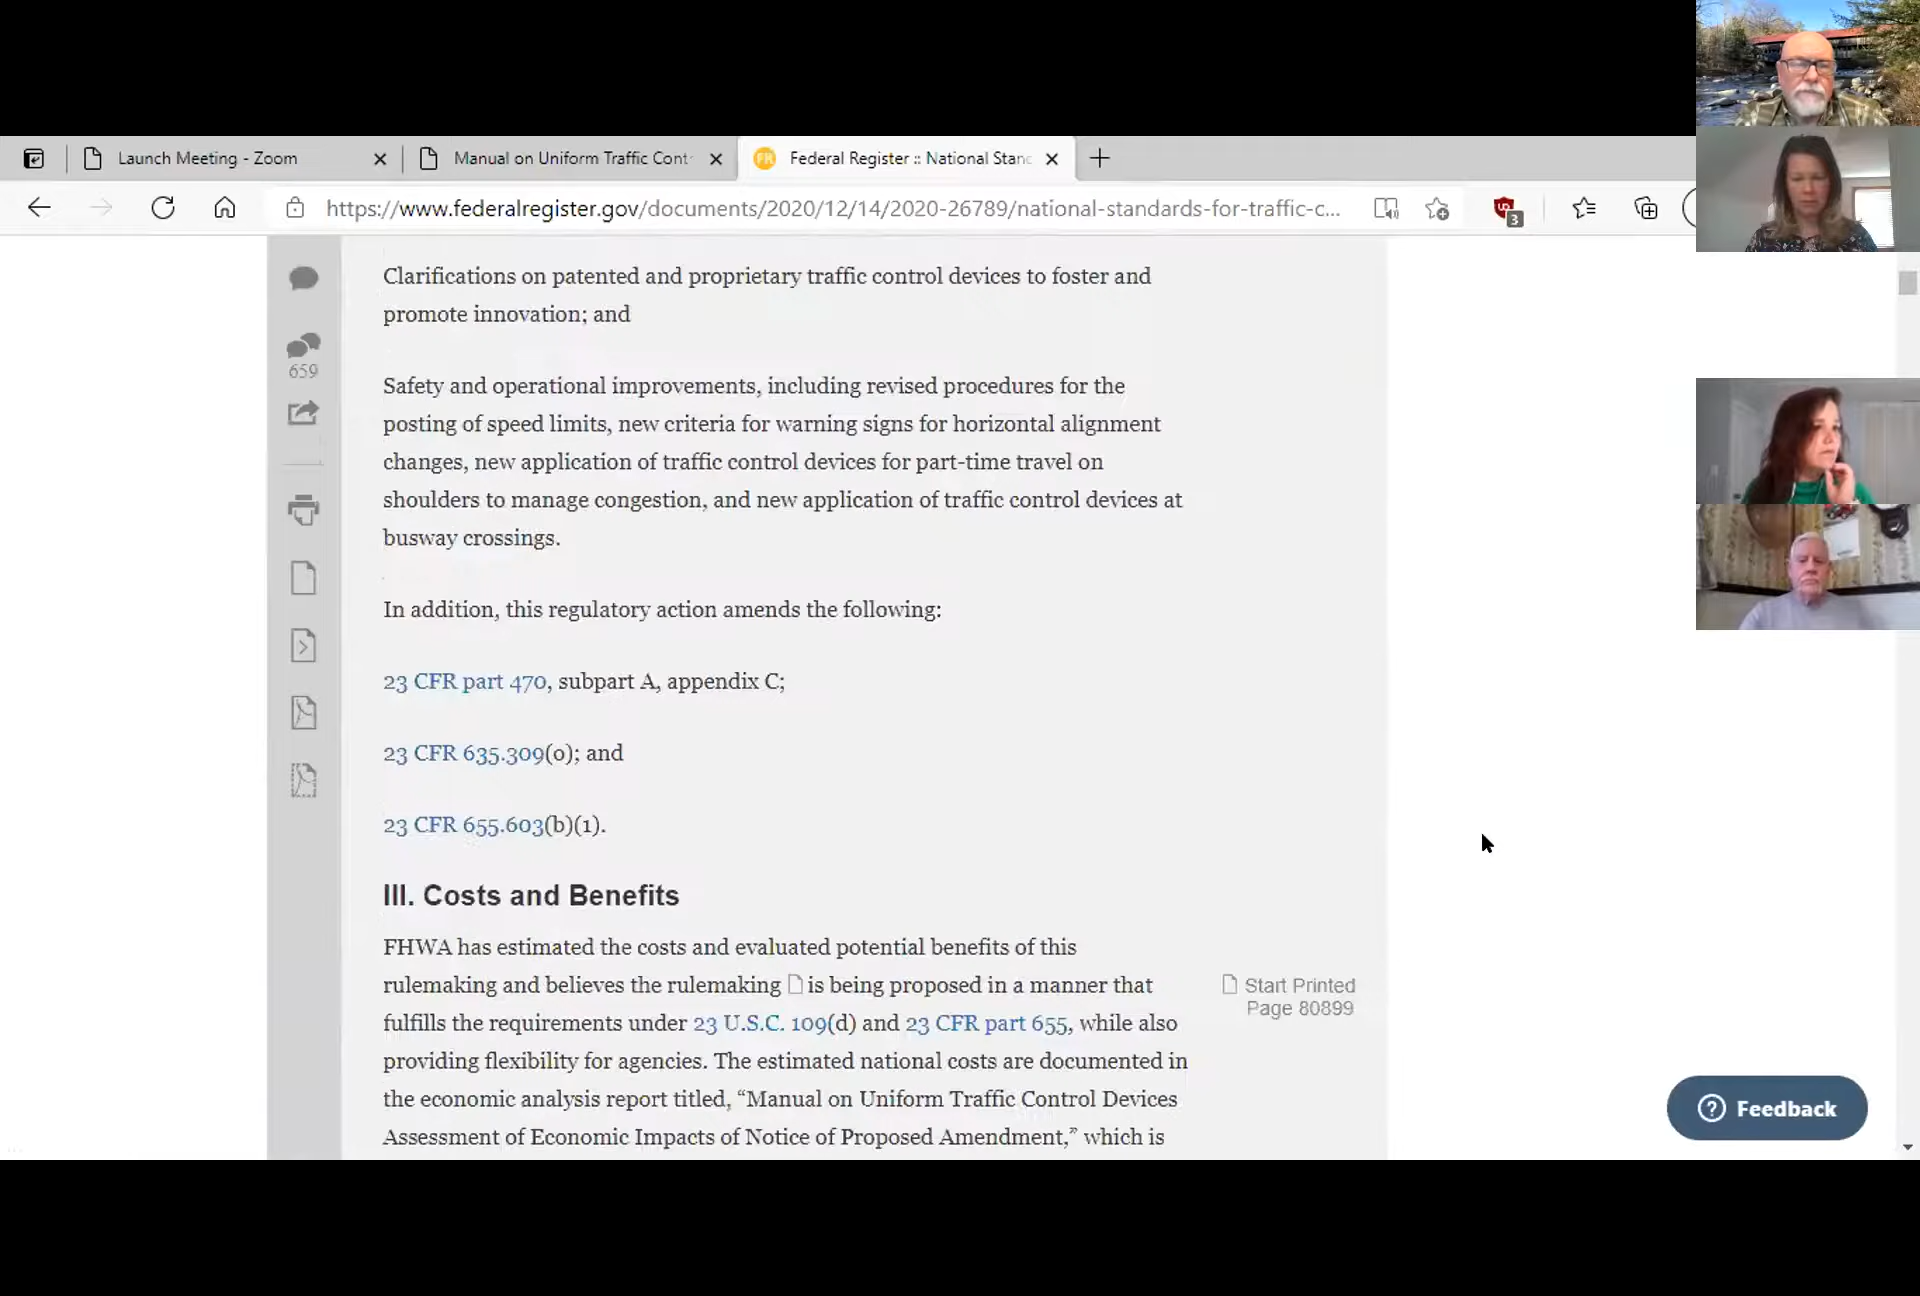 Launch Meeting - Zoom
Manual on Uniform Traffic Cont
FR
Federal Register :: National Stand
https://www.federalregister.gov/documents/2020/12/14/2020-26789/national-standards-for-traffic-c...
3
Clarifications on patented and proprietary traffic control devices to foster and
promote innovation; and
659
Safety and operational improvements, including revised procedures for the
posting of speed limits, new criteria for warning signs for horizontal alignment
changes, new application of traffic control devices for part-time travel on
shoulders to manage congestion, and new application of traffic control devices at
busway crossings.
In addition, this regulatory action amends the following:
23 CFR part 470, subpart A, appendix C;
23 CFR 635.309(o); and
23 CFR 655.603(b)(1).
III. Costs and Benefits
FHWA has estimated the costs and evaluated potential benefits of this
rulemaking and believes the rulemaking is being proposed in a manner that
fulfills the requirements under 23 U.S.C. 109(d) and 23 CFR part 655, while also
providing flexibility for agencies. The estimated national costs are documented in
the economic analysis report titled, “Manual on Uniform Traffic Control Devices
Assessment of Economic Impacts of Notice of Proposed Amendment,” which is
Start Printed
Page 80899
Feedback